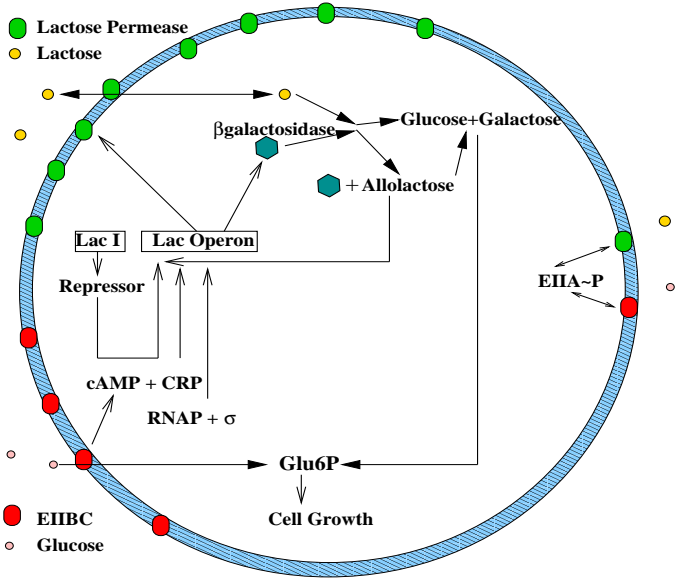 Lactose Permease
Lactose
βgalactosidase
Glucose+Galactose
+ Allolactose
Lac I
Lac Operon
Repressor
EIIA~P
cAMP + CRP
RNAP + σ
Glu6P
Cell Growth
EIIBC
Glucose